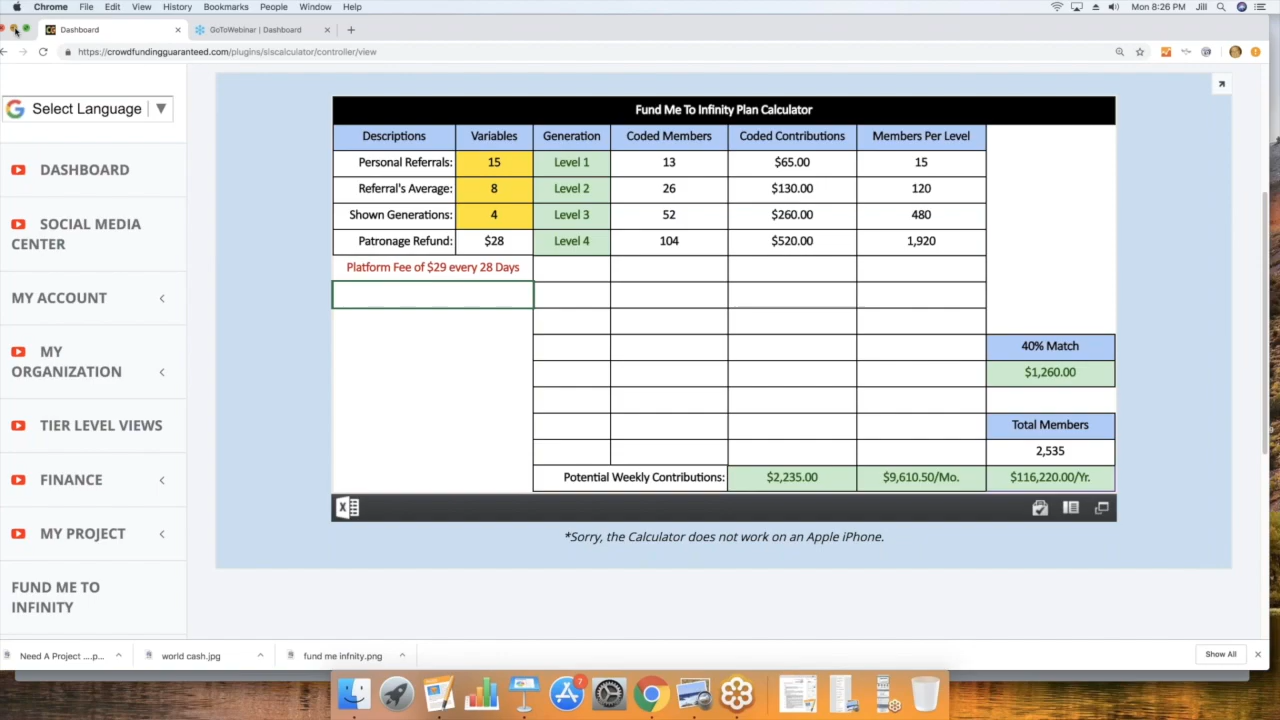 Chrome File Edit View History Bookmarks People Window Help Mon 8:26 PM Jill
Dashboard GoToWebinar | Dashboard
https://crowdfundingguaranteed.com/plugins/slscalculator/controller/view
Select Language
DASHBOARD
SOCIAL MEDIA
CENTER
MY ACCOUNT
MY
ORGANIZATION
TIER LEVEL VIEWS
FINANCE
MY PROJECT
FUND ME TO
INFINITY
Fund Me To Infinity Plan Calculator
Descriptions Variables Generation Coded Members Coded Contributions Members Per Level
Personal Referrals: 15 Level 1 13 $65.00 15
Referral's Average: 8 Level 2 26 $130.00 120
Shown Generations: 4 Level 3 52 $260.00 480
Patronage Refund: $28 Level 4 104 $520.00 1,920
Platform Fee of $29 every 28 Days
40% Match
$1,260.00
Total Members
2,535
Potential Weekly Contributions: $2,235.00 $9,610.50/Mo. $116,220.00/Yr.
*Sorry, the Calculator does not work on an Apple iPhone.
Need A Project ....p... world cash.jpg fund me infnity.png Show All
7